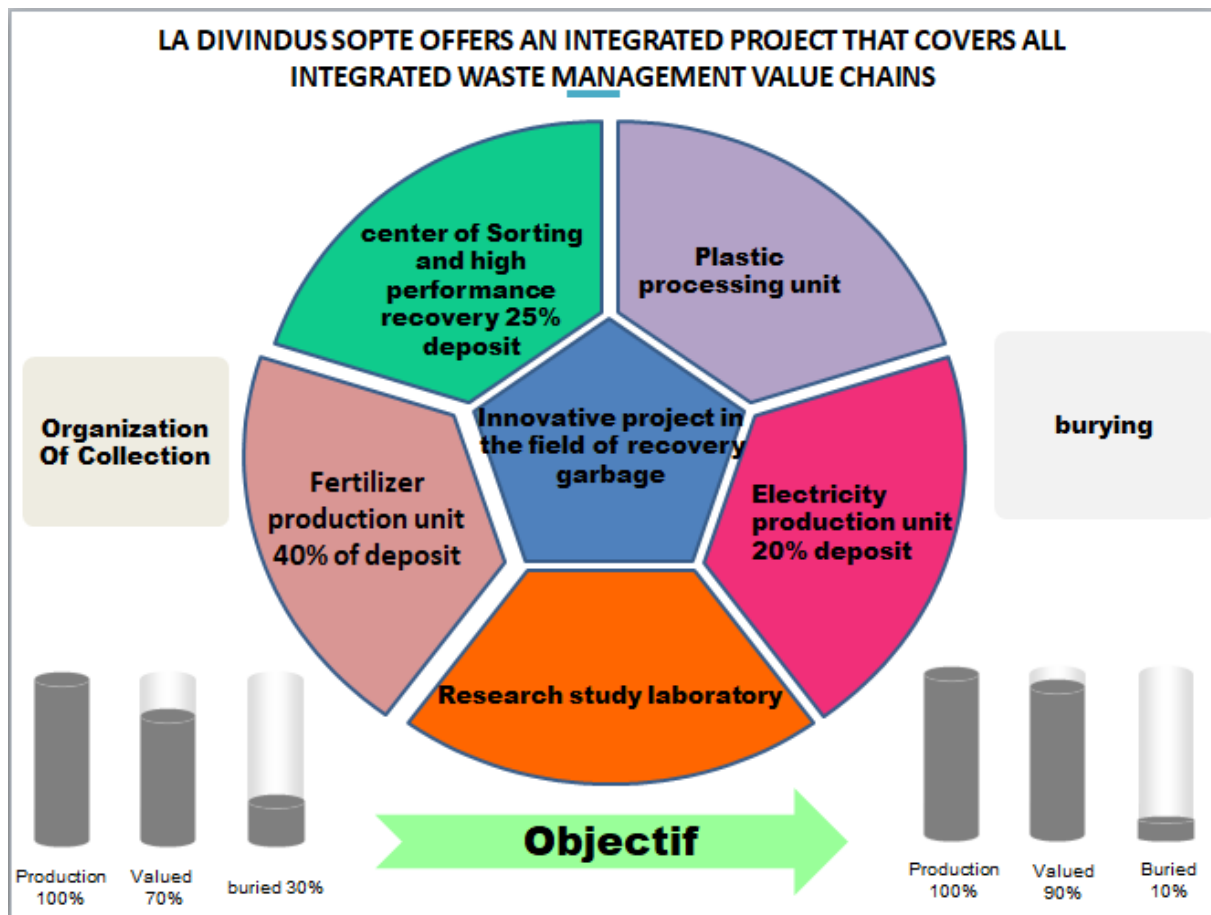 LA DIVINDUS SOPTE OFFERS AN INTEGRATED PROJECT THAT COVERS ALL
INTEGRATED WASTE MANAGEMENT VALUE CHAINS
center of Sorting
and high
performance
recovery 25%
deposit
Plastic
processing unit
Organization
Of Collection
Innovative project in
the field of recovery
garbage
burying
Fertilizer
production unit
40% of deposit
Electricity
production unit
20% deposit
Research study laboratory
Objectif
Production
100%
Valued
70%
buried 30%
Production
100%
Valued
90%
Buried
10%